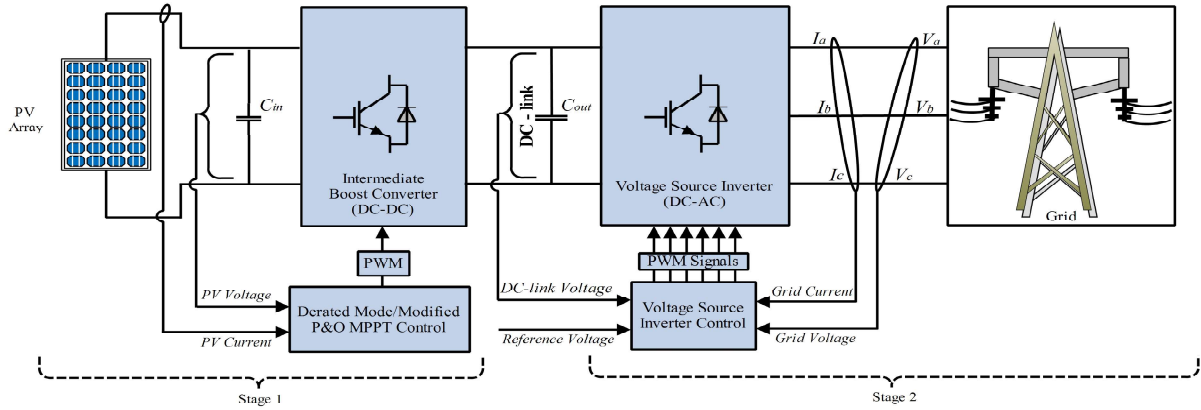 PV
Array
Cin
Intermediate
Boost Converter
(DC-DC)
PWM
PV Voltage
PV Current
Derated Mode/Modified
P&O MPPT Control
Stage 1
DC - link
Cout
Voltage Source Inverter
(DC-AC)
PWM Signals
DC-link Voltage
Reference Voltage
Voltage Source
Inverter Control
Grid Current
Grid Voltage
Ia
Ib
Ic
Va
Vb
Vc
Grid
Stage 2